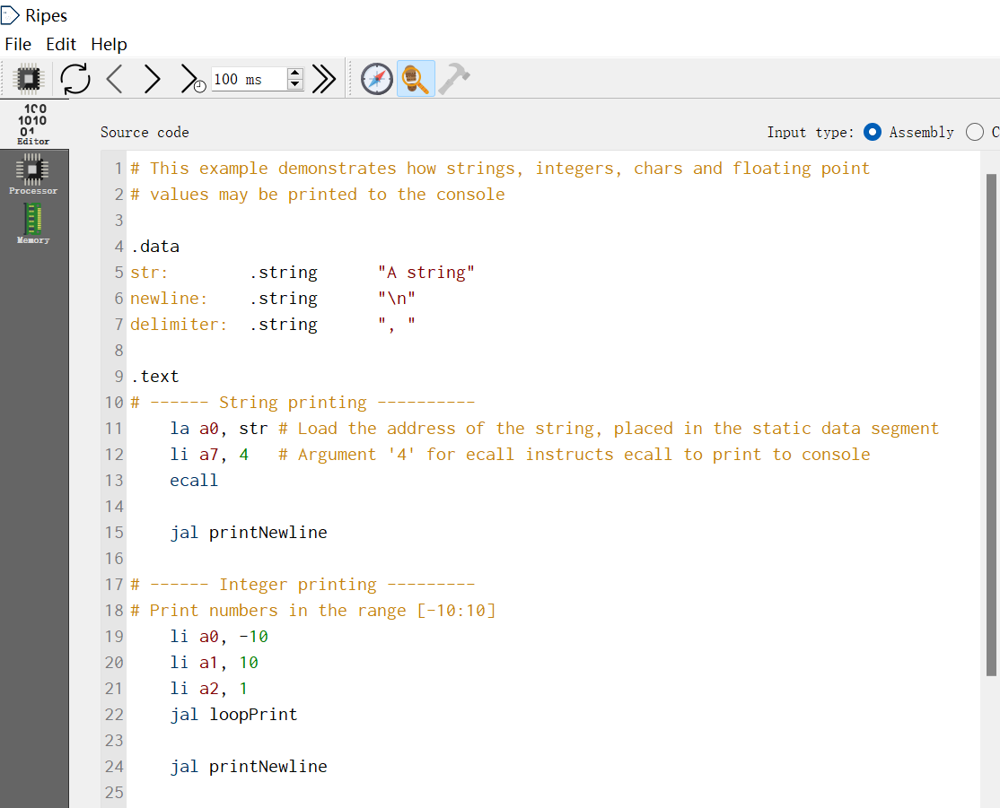 Ripes
File Edit Help
100 ms
100
1010
01
Editor
Processor
Memory
Source code Input type: Assembly C
1 # This example demonstrates how strings, integers, chars and floating point
2 # values may be printed to the console
3
4 .data
5 str: .string "A string"
6 newline: .string "\n"
7 delimiter: .string ", "
8
9 .text
10 # ------ String printing ----------
11 la a0, str # Load the address of the string, placed in the static data segment
12 li a7, 4 # Argument '4' for ecall instructs ecall to print to console
13 ecall
14
15 jal printNewline
16
17 # ------ Integer printing ---------
18 # Print numbers in the range [-10:10]
19 li a0, -10
20 li a1, 10
21 li a2, 1
22 jal loopPrint
23
24 jal printNewline
25